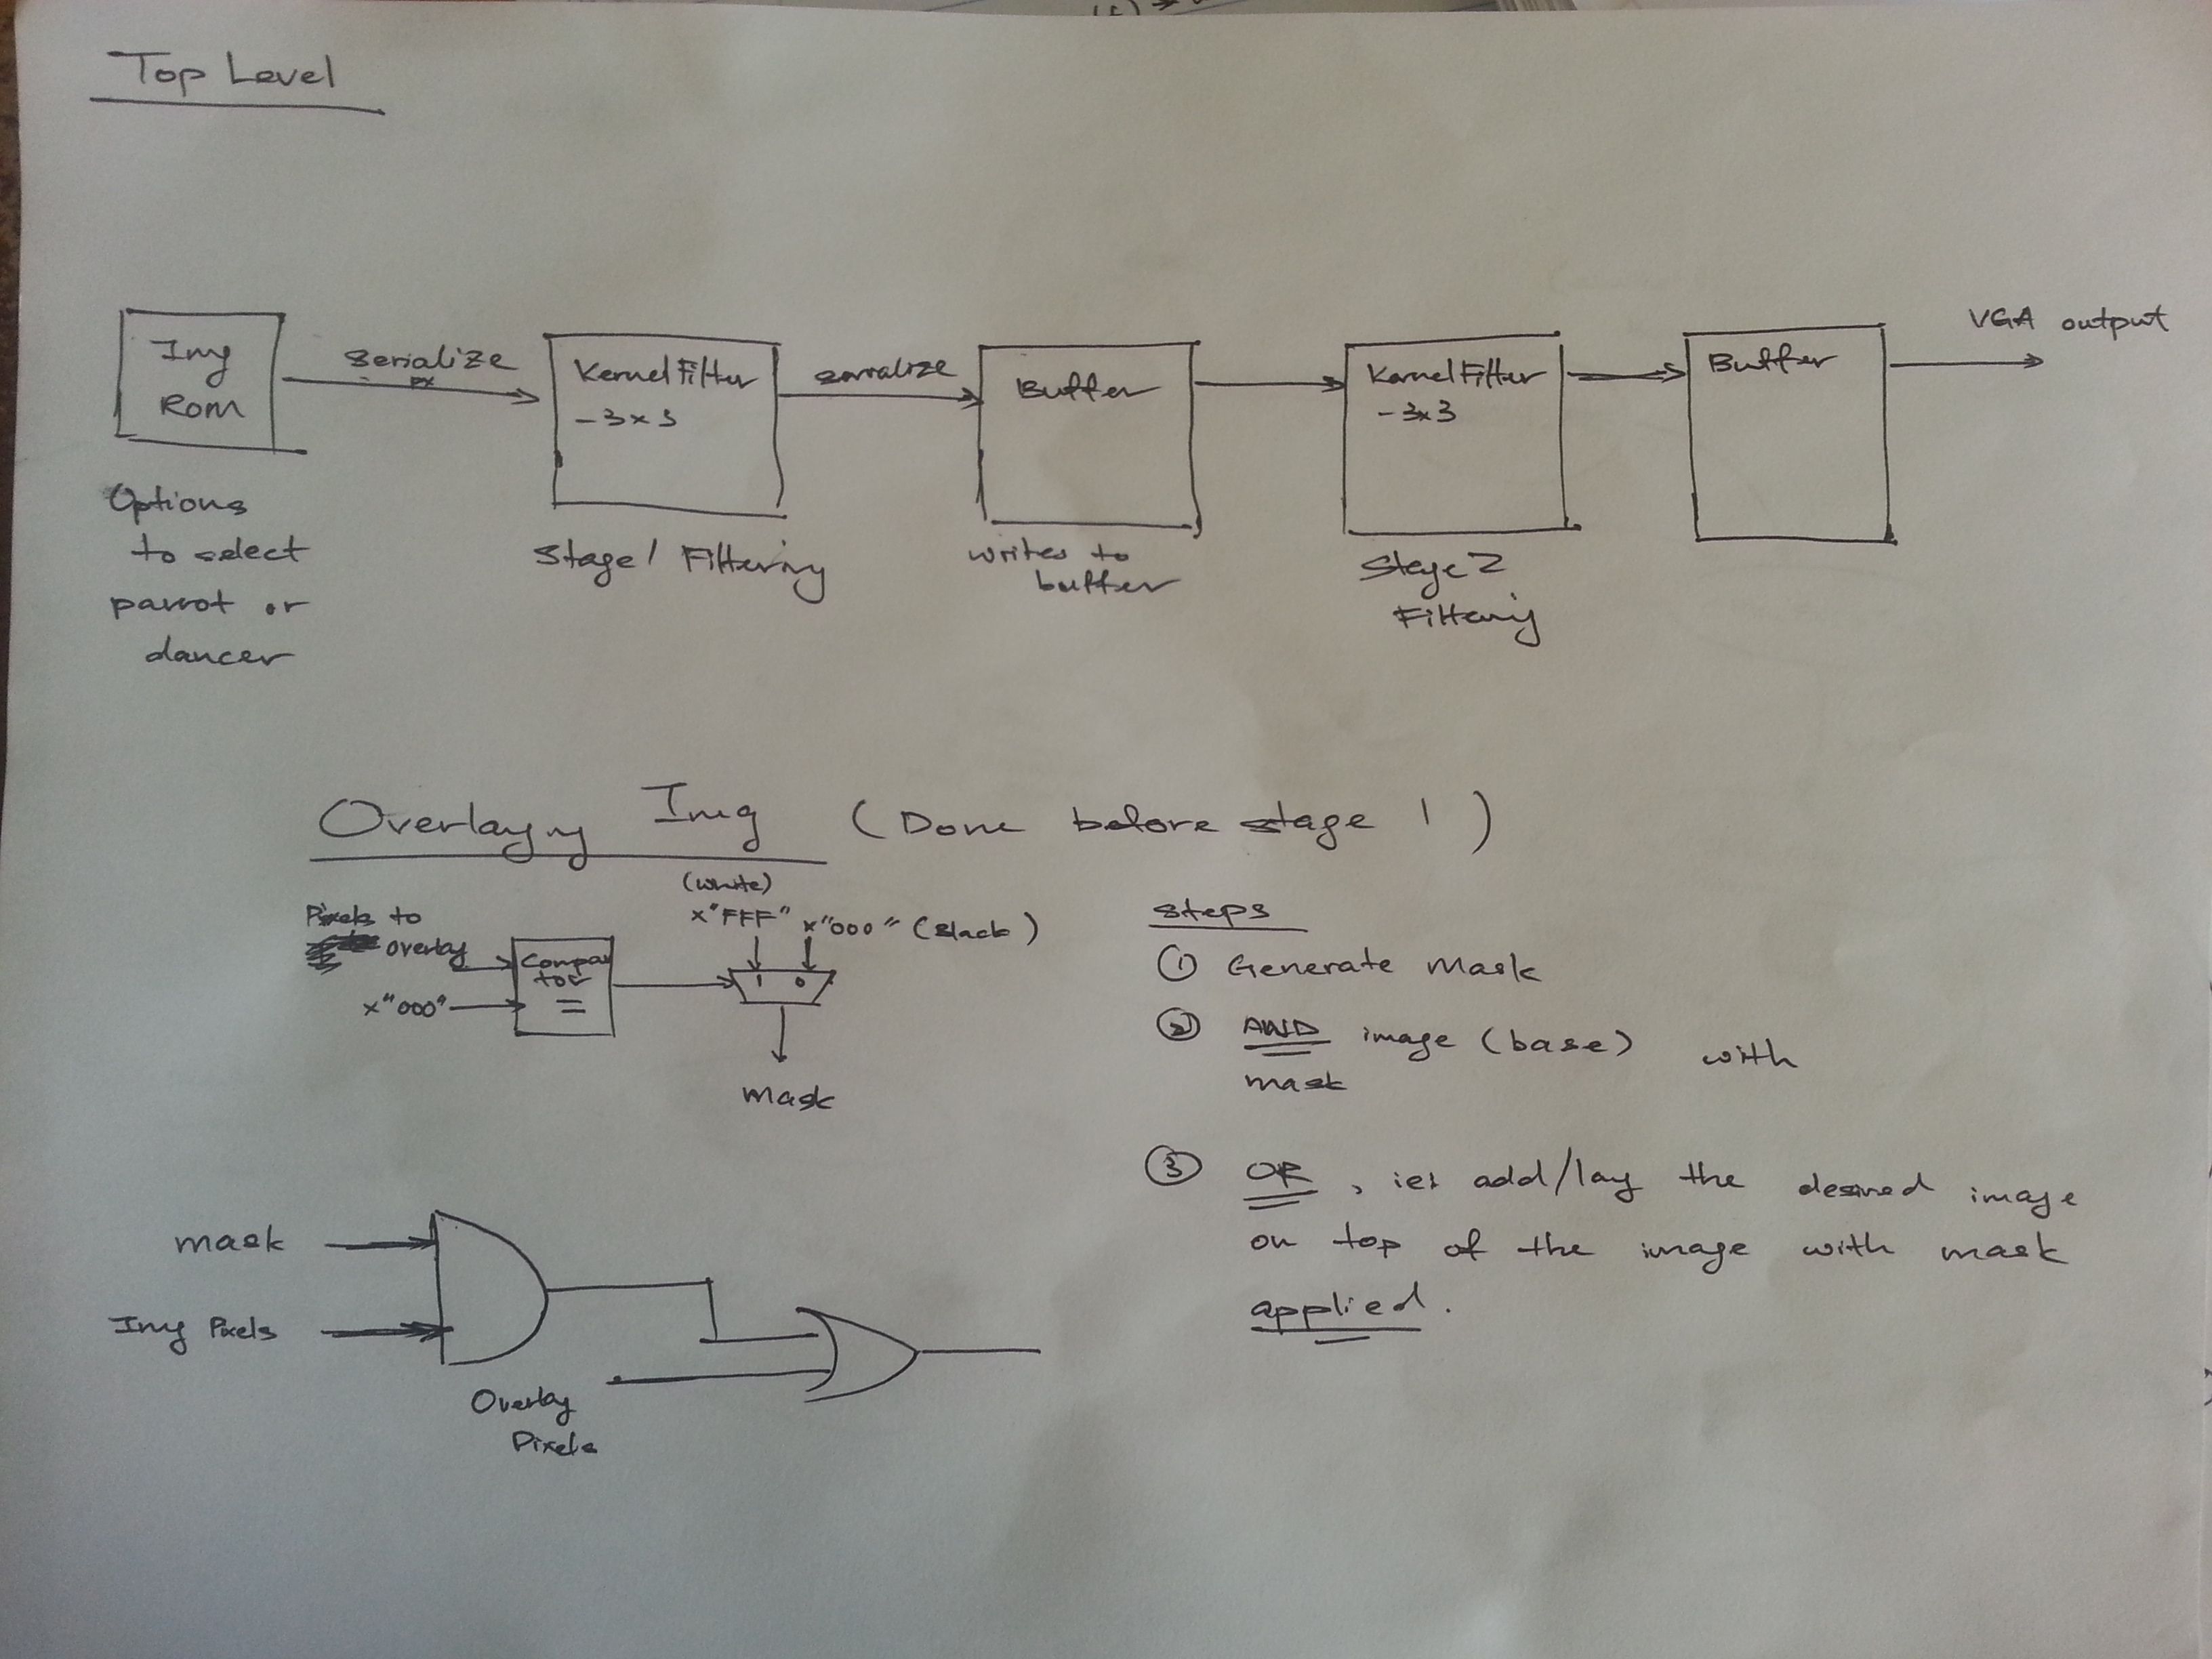 Top Level
Img
Rom
serialize
px
Kernel Filter
- 3x3
serialize
Buffer
Kernel Filter
- 3x3
Buffer
VGA output
Options
to select
parrot or
dancer
Stage 1 Filtering
writes to
buffer
Stage 2
Filtering
Overlayng Img (Done before stage 1)
(white)
x"FFF"
x"000" (Black)
Pixels to
overlay
x"000"
Compa
tor
=
1 0
mask
steps
① Generate mask
② AND image (base) with
mask
③ OR, ie: add/lay the desired image
on top of the image with mask
applied.
mask
Img Pixels
Overlay
Pixels